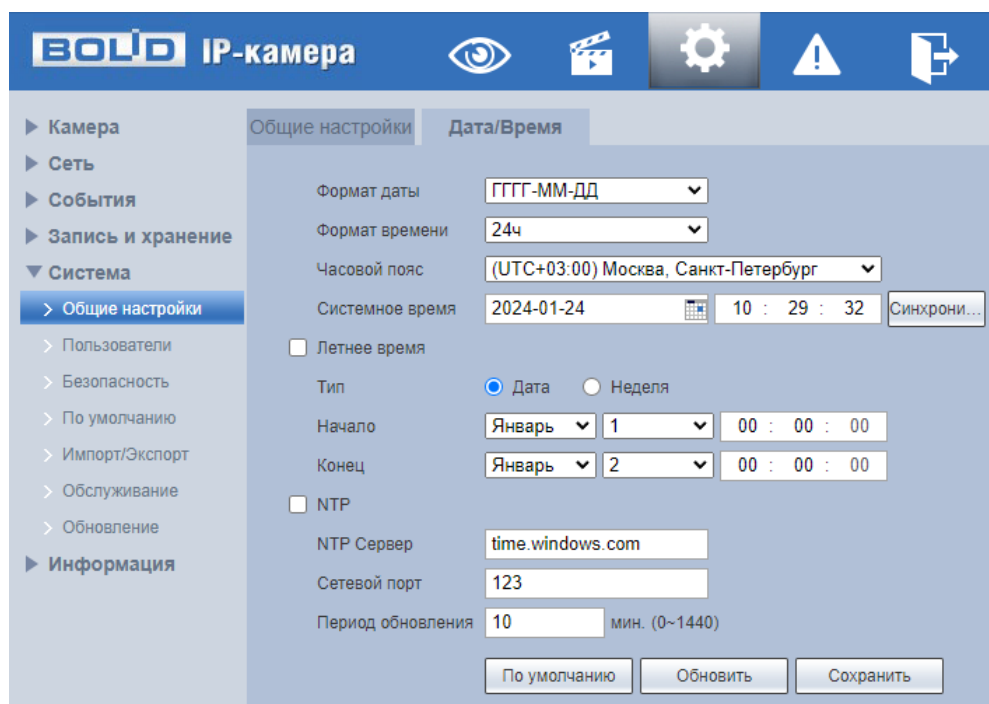 BOLID IP-камера
Камера
Сеть
События
Запись и хранение
Система
Общие настройки
Пользователи
Безопасность
По умолчанию
Импорт/Экспорт
Обслуживание
Обновление
Информация
Общие настройки Дата/Время
Формат даты ГГГГ-ММ-ДД
Формат времени 24ч
Часовой пояс (UTC+03:00) Москва, Санкт-Петербург
Системное время 2024-01-24 10 : 29 : 32 Синхрони...
Летнее время
Тип Дата Неделя
Начало Январь 1 00 : 00 : 00
Конец Январь 2 00 : 00 : 00
NTP
NTP Сервер time.windows.com
Сетевой порт 123
Период обновления 10 мин. (0~1440)
По умолчанию Обновить Сохранить